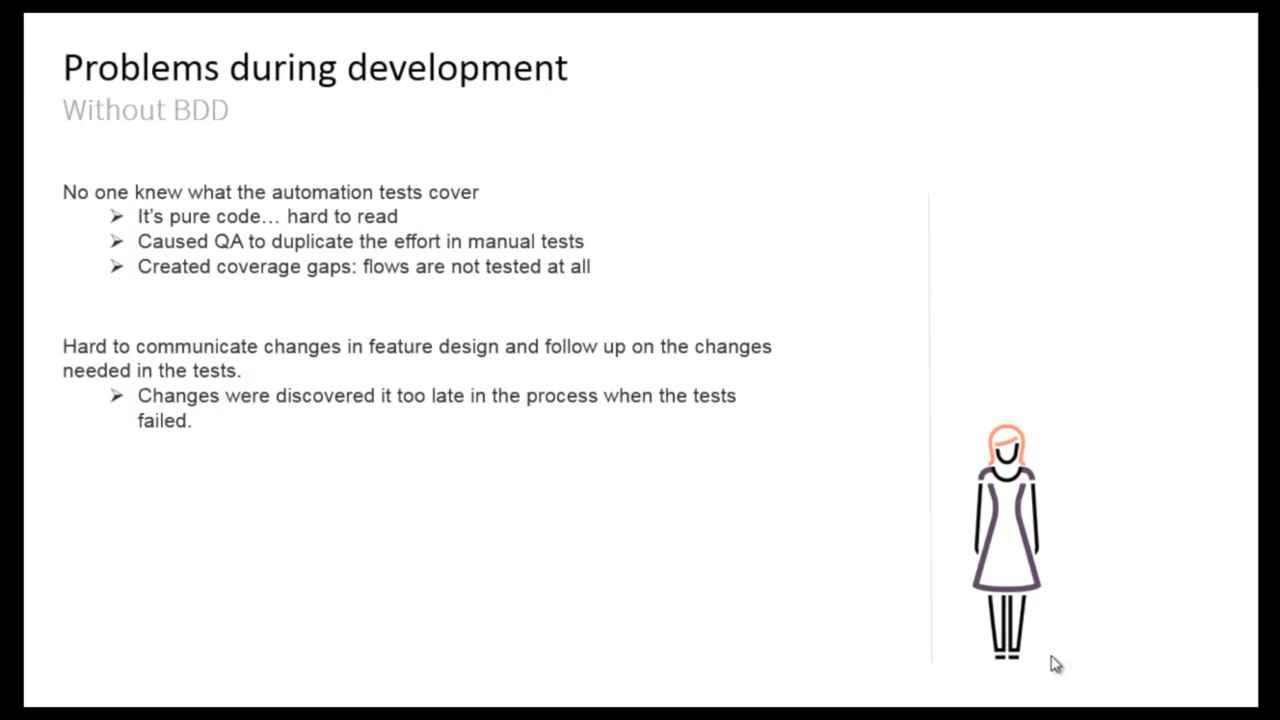 Problems during development
Without BDD
No one knew what the automation tests cover
➢ It's pure code… hard to read
➢ Caused QA to duplicate the effort in manual tests
➢ Created coverage gaps: flows are not tested at all
Hard to communicate changes in feature design and follow up on the changes
needed in the tests.
➢ Changes were discovered it too late in the process when the tests
failed.